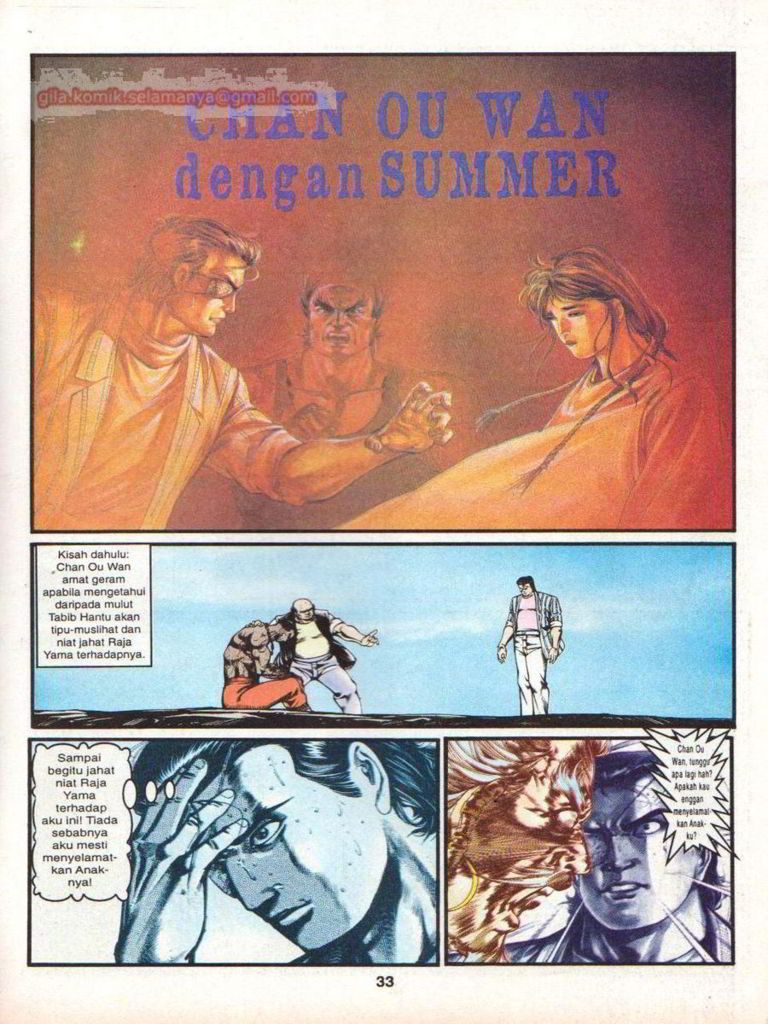 gila.komik.selamanya@gmail.com
CHAN OU WAN
dengan SUMMER
Kisah dahulu:
Chan Ou Wan
amat geram
apabila mengetahui
daripada mulut
Tabib Hantu akan
tipu-muslihat dan
niat jahat Raja
Yama terhadapnya.
Sampai
begitu jahat
niat Raja
Yama
terhadap
aku ini! Tiada
sebabnya
aku mesti
menyelamat-
kan Anak-
nya!
Chan Ou
Wan, tunggu
apa lagi hah?
Apakah kau
enggan
menyelamat-
kan Anak-
ku?
33